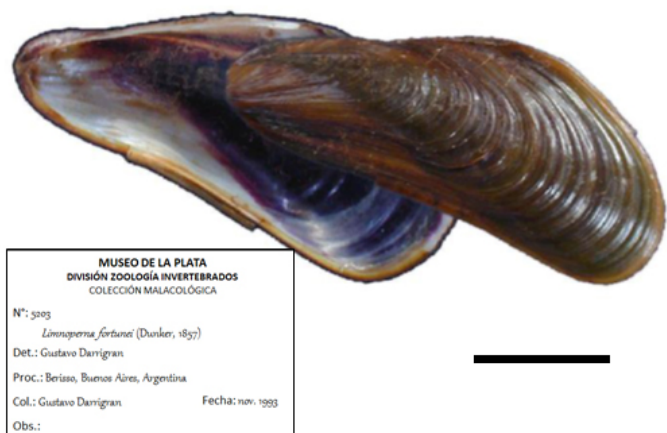 MUSEO DE LA PLATA
DIVISIÓN ZOOLOGÍA INVERTEBRADOS
COLECCIÓN MALACOLÓGICA
N°: 5203
Limnoperna fortunei (Dunker, 1857)
Det.: Gustavo Darrigran
Proc.: Berisso, Buenos Aires, Argentina
Col.: Gustavo Darrigran Fecha: nov. 1993
Obs.: